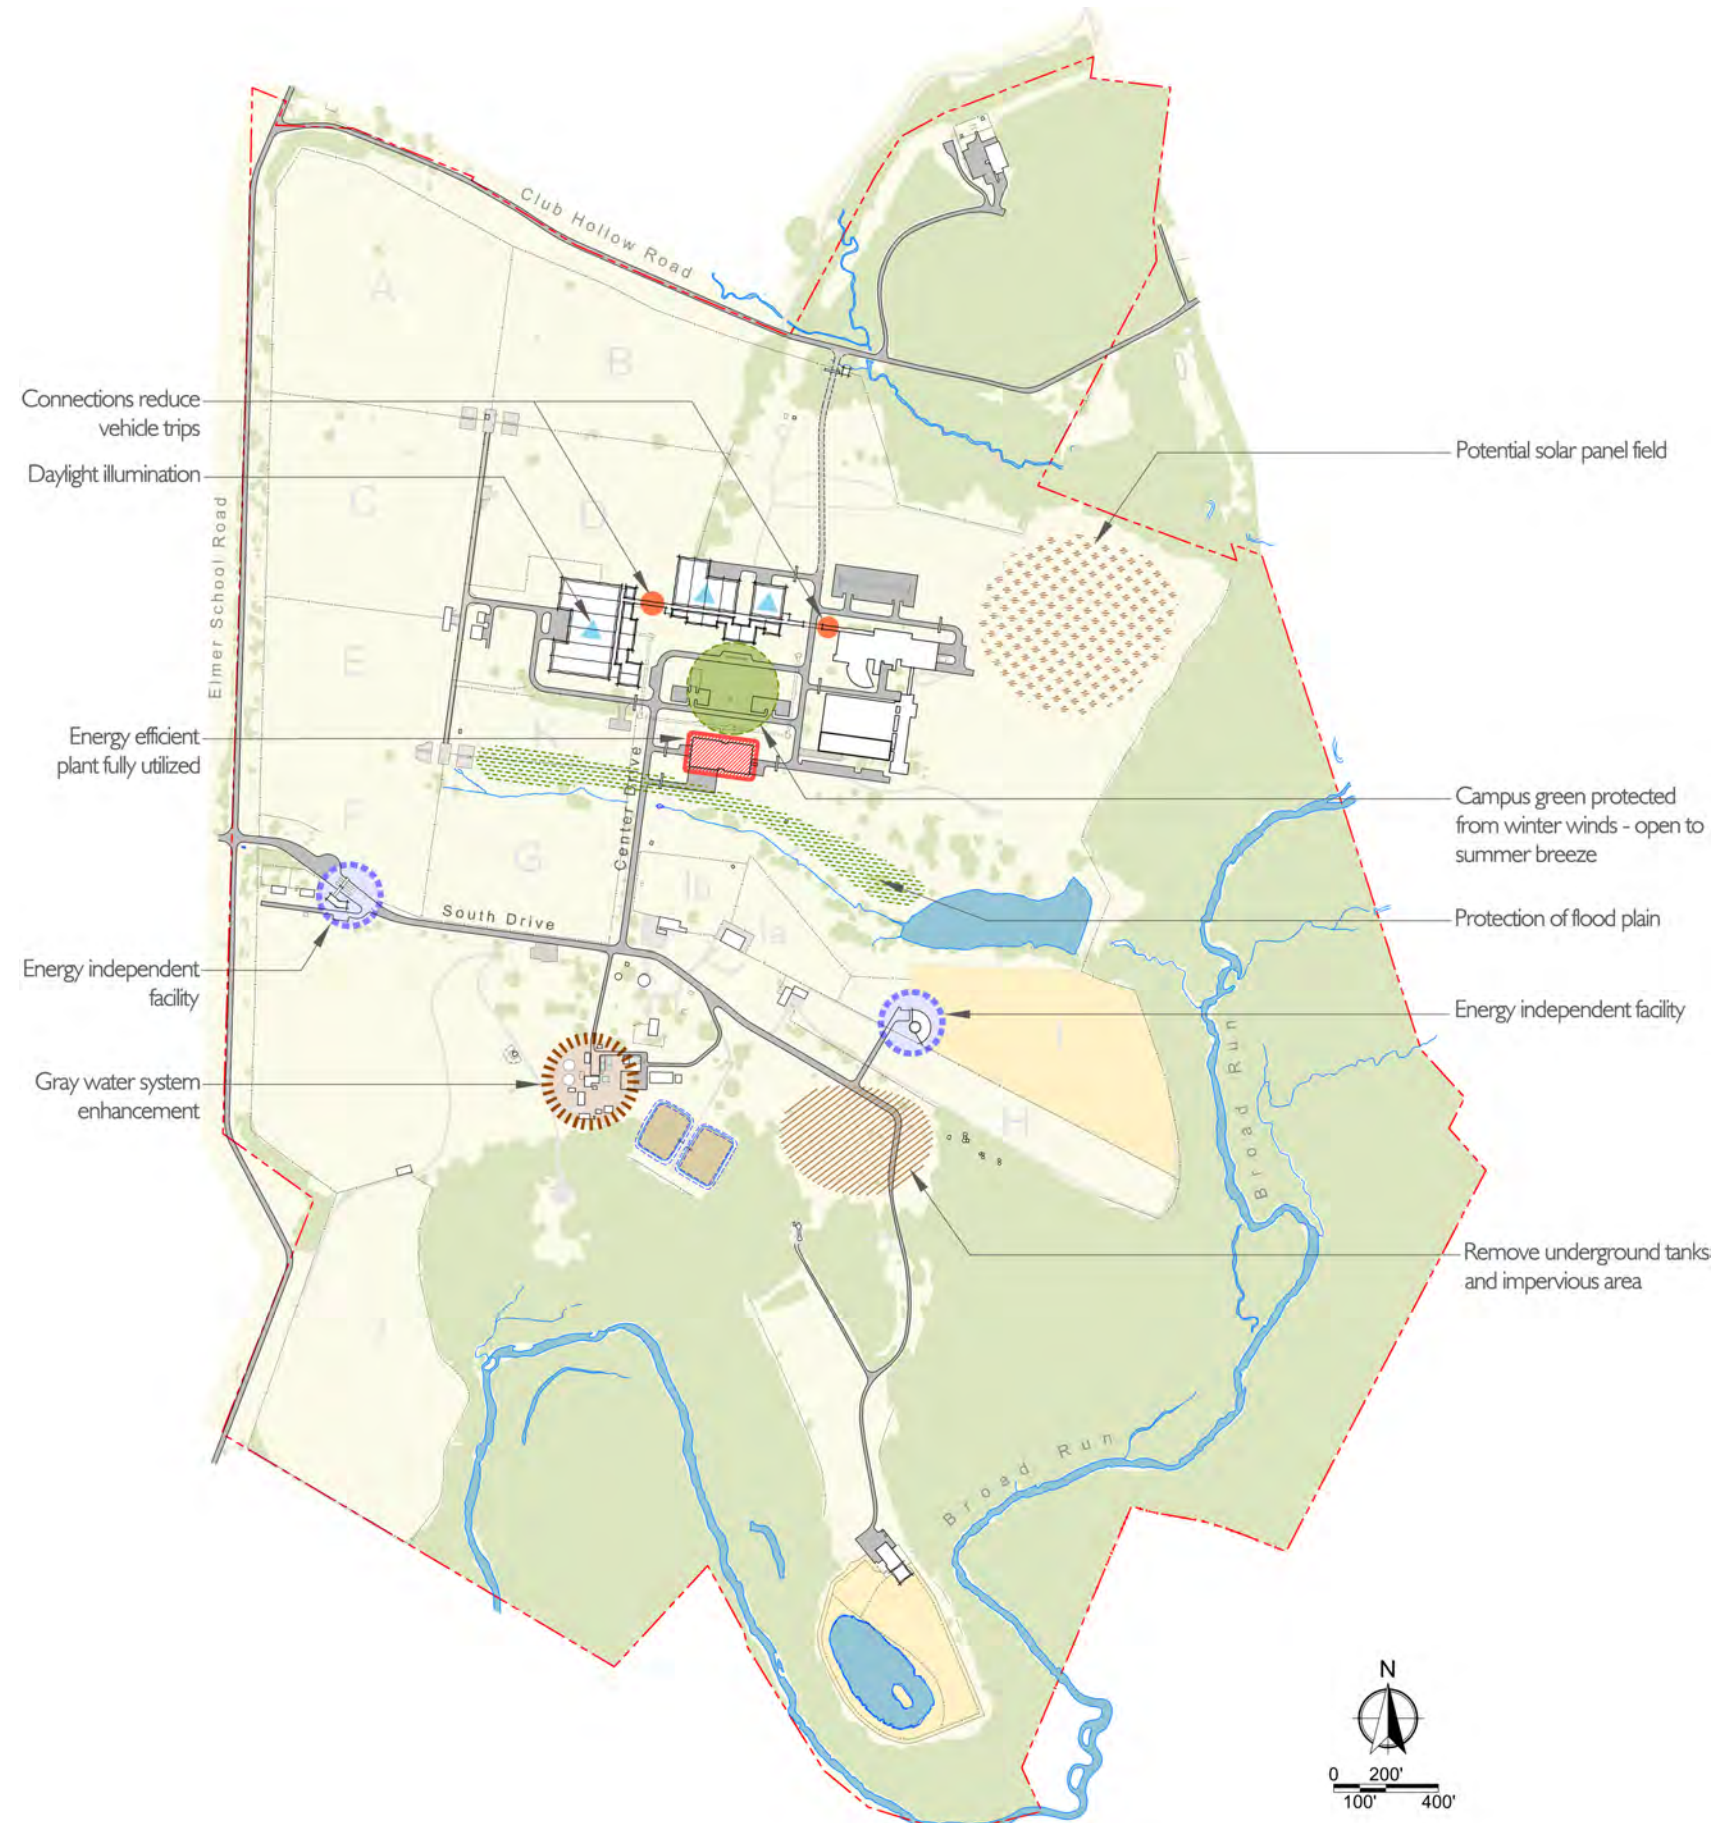 Club Hollow Road
A
B
Connections reduce
vehicle trips
Potential solar panel field
Daylight illumination
C
D
Elmer School Road
E
Energy efficient
plant fully utilized
K
Center Drive
Campus green protected
from winter winds - open to
summer breeze
F
G
Ib
South Drive
Ia
Protection of flood plain
Energy independent
facility
Energy independent facility
I
Broad Run
Gray water system
enhancement
H
Remove underground tanks
and impervious area
J
Broad Run
N
0 200'
100' 400'